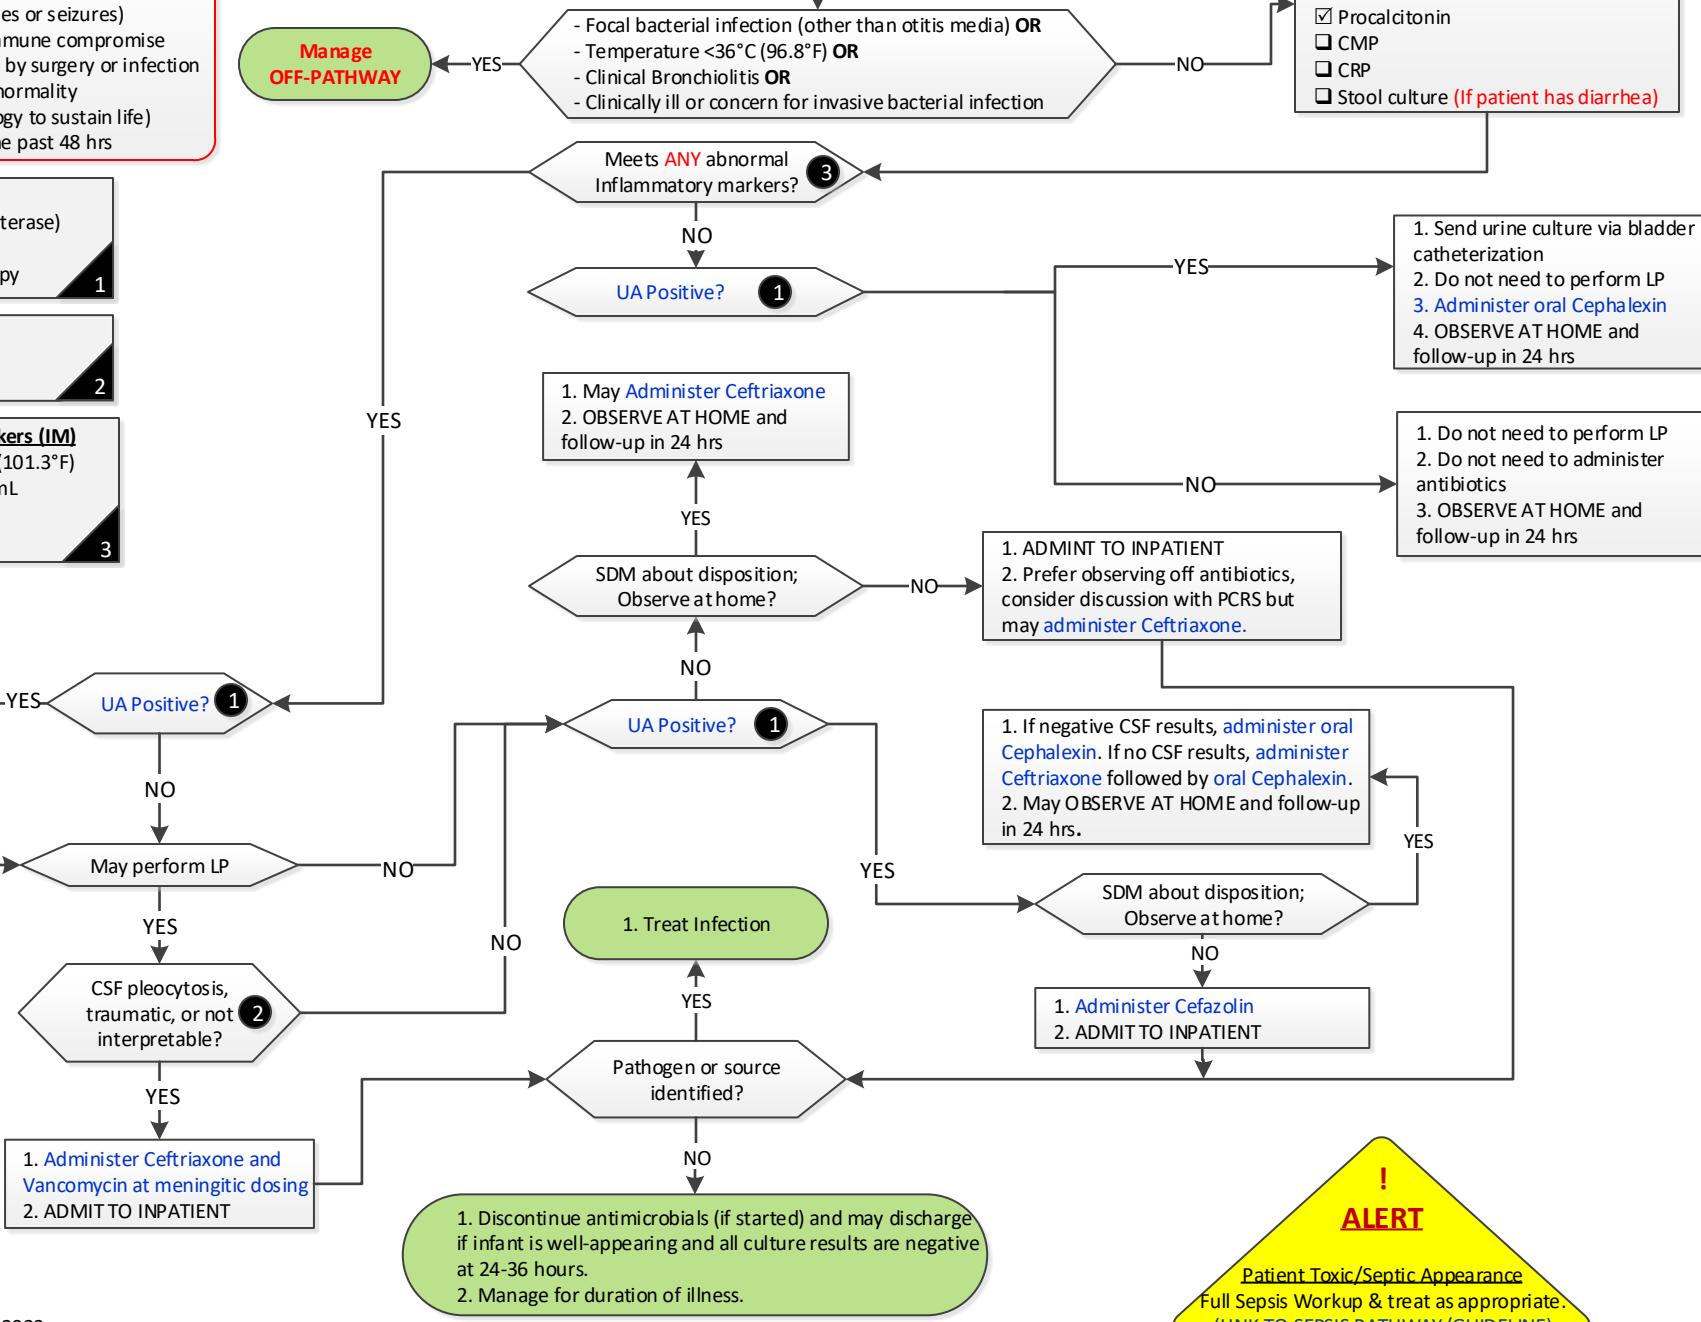 es or seizures)
mmune compromise
by surgery or infection
normality
ogy to sustain life)
e past 48 hrs
Manage
OFF-PATHWAY
YES
- Focal bacterial infection (other than otitis media) OR
- Temperature <36°C (96.8°F) OR
- Clinical Bronchiolitis OR
- Clinically ill or concern for invasive bacterial infection
NO
☑ Procalcitonin
❑ CMP
❑ CRP
❑ Stool culture (If patient has diarrhea)
Meets ANY abnormal
Inflammatory markers?
3
NO
UA Positive?
1
YES
1. Send urine culture via bladder
catheterization
2. Do not need to perform LP
3. Administer oral Cephalexin
4. OBSERVE AT HOME and
follow-up in 24 hrs
NO
1. Do not need to perform LP
2. Do not need to administer
antibiotics
3. OBSERVE AT HOME and
follow-up in 24 hrs
terase)
py
1
2
kers (IM)
(101.3°F)
mL
3
YES
1. May Administer Ceftriaxone
2. OBSERVE AT HOME and
follow-up in 24 hrs
YES
SDM about disposition;
Observe at home?
NO
1. ADMINT TO INPATIENT
2. Prefer observing off antibiotics,
consider discussion with PCRS but
may administer Ceftriaxone.
NO
YES
UA Positive?
1
UA Positive?
1
1. If negative CSF results, administer oral
Cephalexin. If no CSF results, administer
Ceftriaxone followed by oral Cephalexin.
2. May OBSERVE AT HOME and follow-up
in 24 hrs.
NO
May perform LP
NO
YES
YES
SDM about disposition;
Observe at home?
YES
1. Treat Infection
NO
NO
CSF pleocytosis,
traumatic, or not
interpretable?
2
YES
1. Administer Cefazolin
2. ADMIT TO INPATIENT
Pathogen or source
identified?
YES
1. Administer Ceftriaxone and
Vancomycin at meningitic dosing
2. ADMIT TO INPATIENT
NO
1. Discontinue antimicrobials (if started) and may discharge
if infant is well-appearing and all culture results are negative
at 24-36 hours.
2. Manage for duration of illness.
!
ALERT
Patient Toxic/Septic Appearance
Full Sepsis Workup & treat as appropriate.
(LINK TO SEPSIS PATHWAY/GUIDELINE)